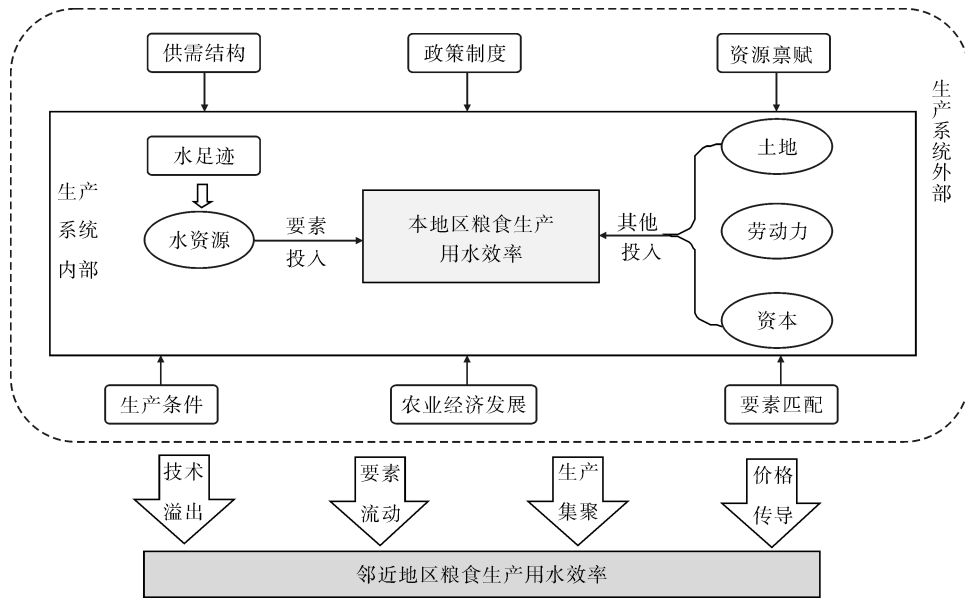 供需结构
政策制度
资源禀赋
生产系统外部
水足迹
土地
生产
系统
内部
水资源
要素
投入
本地区粮食生产
用水效率
其他
投入
劳动力
资本
生产条件
农业经济发展
要素匹配
技术
溢出
要素
流动
生产
集聚
价格
传导
邻近地区粮食生产用水效率